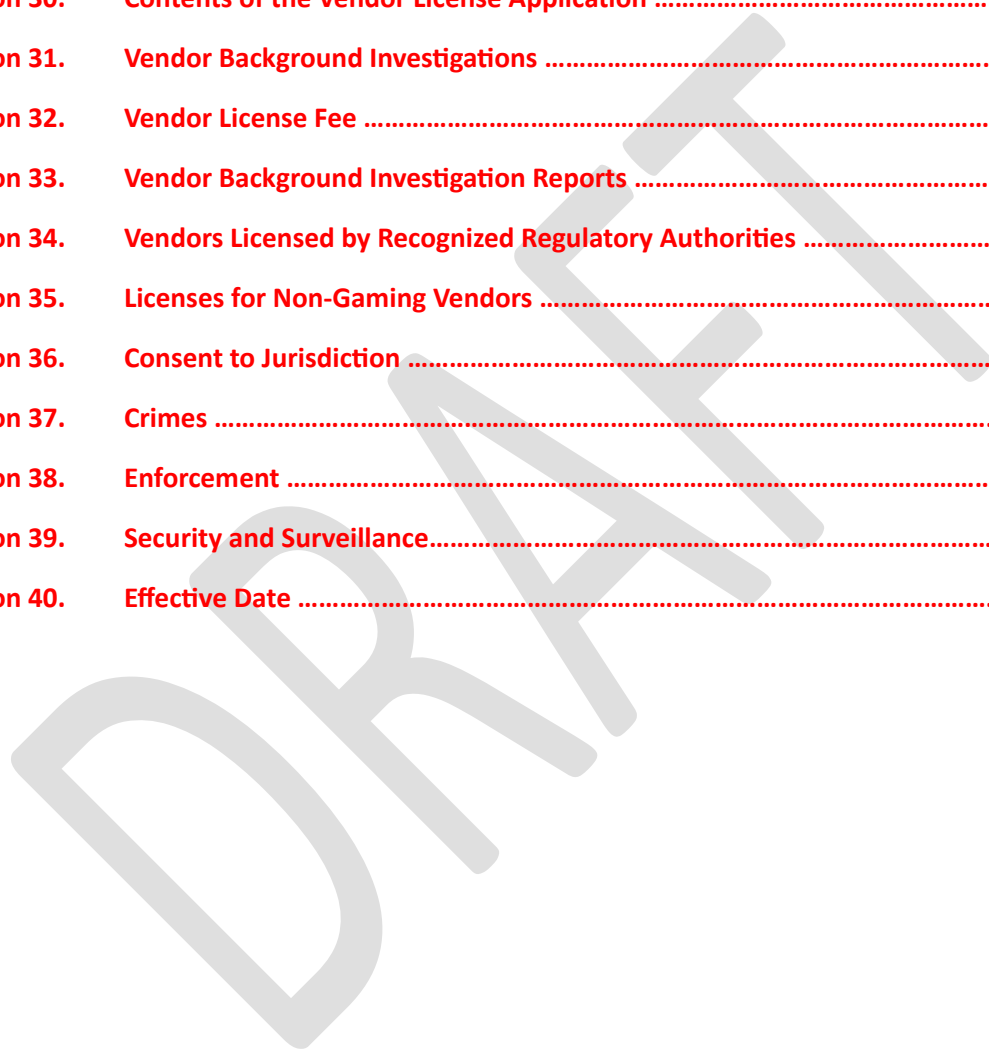 on 30. Contents of the Vendor License Application ……………………………………
on 31. Vendor Background Investigations ……………………………………………………
on 32. Vendor License Fee ……………………………………………………………………………
on 33. Vendor Background Investigation Reports ………………………………………
on 34. Vendors Licensed by Recognized Regulatory Authorities ……………………
on 35. Licenses for Non-Gaming Vendors ……………………………………………………
on 36. Consent to Jurisdiction ………………………………………………………………………
on 37. Crimes …………………………………………………………………………………………………
on 38. Enforcement ………………………………………………………………………………………
on 39. Security and Surveillance……………………………………………………………………
on 40. Effective Date ……………………………………………………………………………………
DRAFT